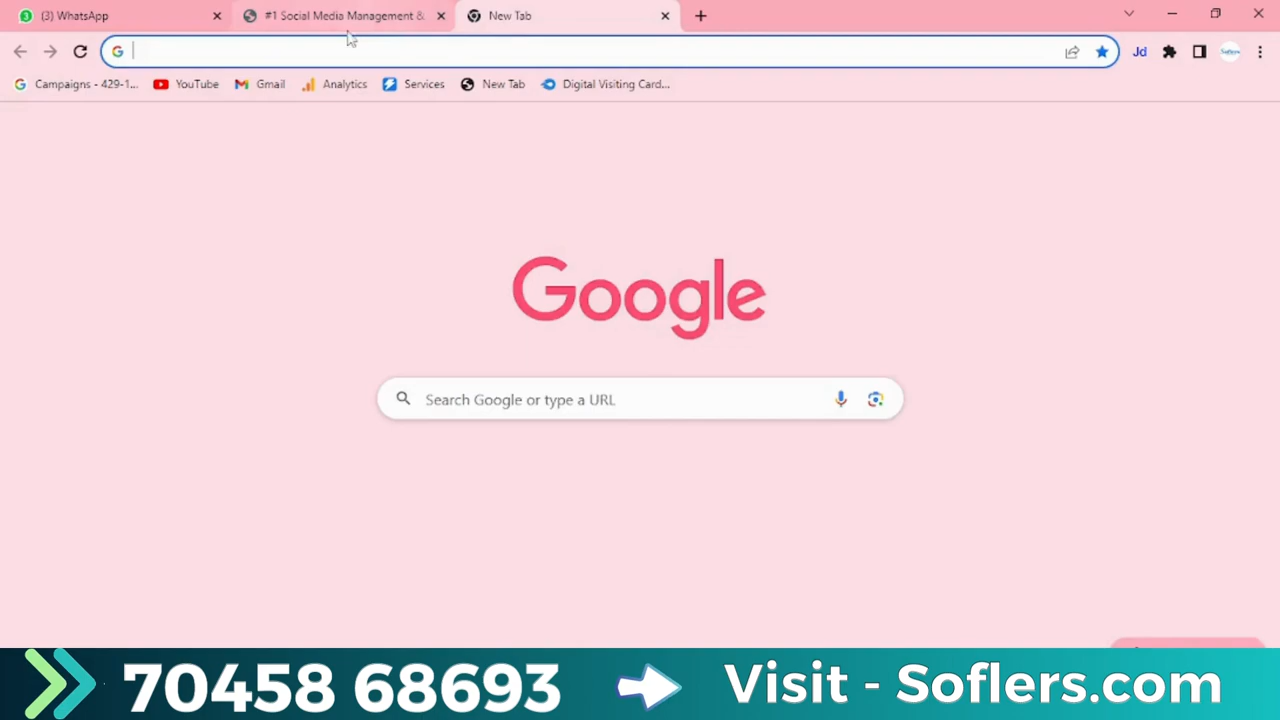 (3) WhatsApp
#1 Social Media Management &
New Tab
Campaigns - 429-1...
YouTube
Gmail
Analytics
Services
New Tab
Digital Visiting Card...
Jd
Google
Search Google or type a URL
70458 68693
Visit - Soflers.com